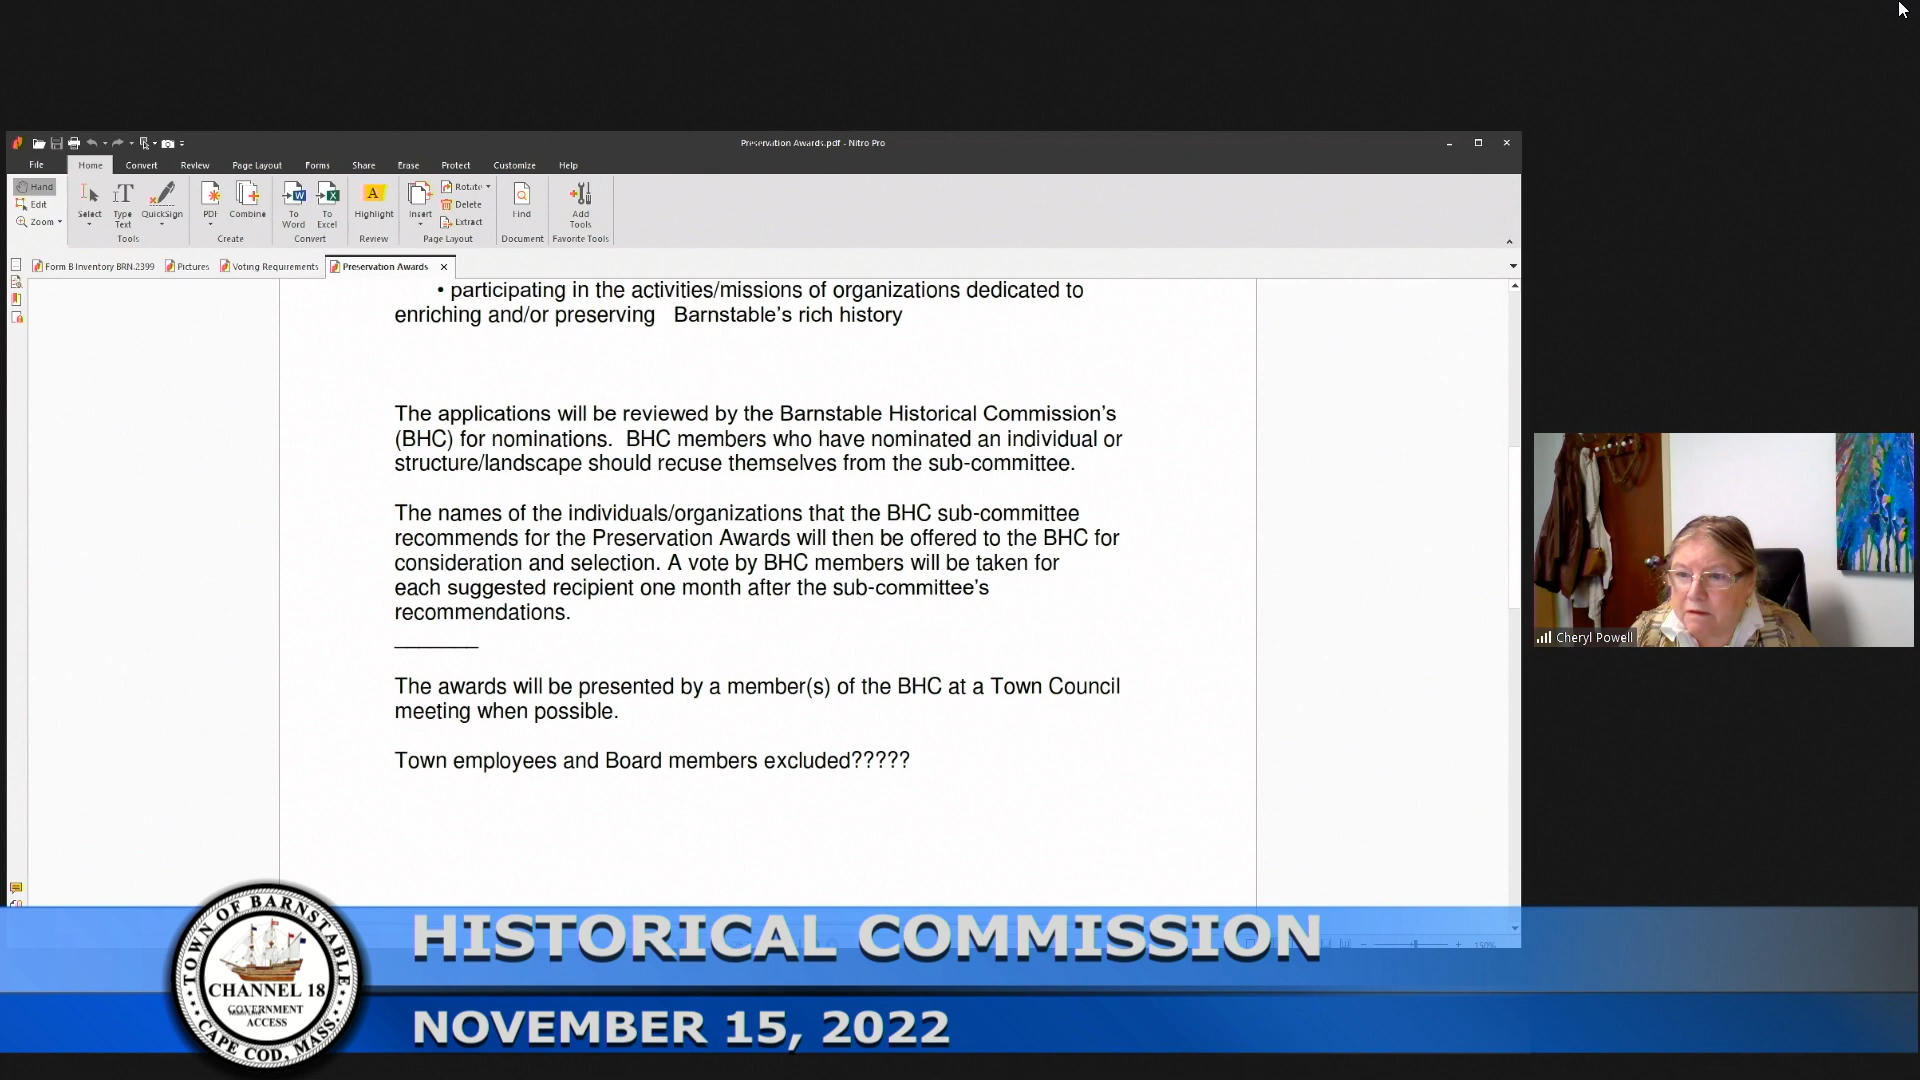 Preservation Awards.pdf - Nitro Pro
File Home Convert Review Page Layout Forms Share Erase Protect Customize Help
Hand
Edit
Zoom
Select
Type Text
QuickSign
Tools
PDF
Combine
Create
To Word
To Excel
Convert
Highlight
Review
Insert
Rotate
Delete
Extract
Page Layout
Find
Document
Add Tools
Favorite Tools
Form B Inventory BRN.2399 Pictures Voting Requirements Preservation Awards
• participating in the activities/missions of organizations dedicated to
enriching and/or preserving Barnstable's rich history
The applications will be reviewed by the Barnstable Historical Commission's
(BHC) for nominations. BHC members who have nominated an individual or
structure/landscape should recuse themselves from the sub-committee.
The names of the individuals/organizations that the BHC sub-committee
recommends for the Preservation Awards will then be offered to the BHC for
consideration and selection. A vote by BHC members will be taken for
each suggested recipient one month after the sub-committee's
recommendations.
The awards will be presented by a member(s) of the BHC at a Town Council
meeting when possible.
Town employees and Board members excluded?????
Cheryl Powell
150%
TOWN OF BARNSTABLE
CHANNEL 18
GOVERNMENT
ACCESS
CAPE COD, MASS.
HISTORICAL COMMISSION
NOVEMBER 15, 2022